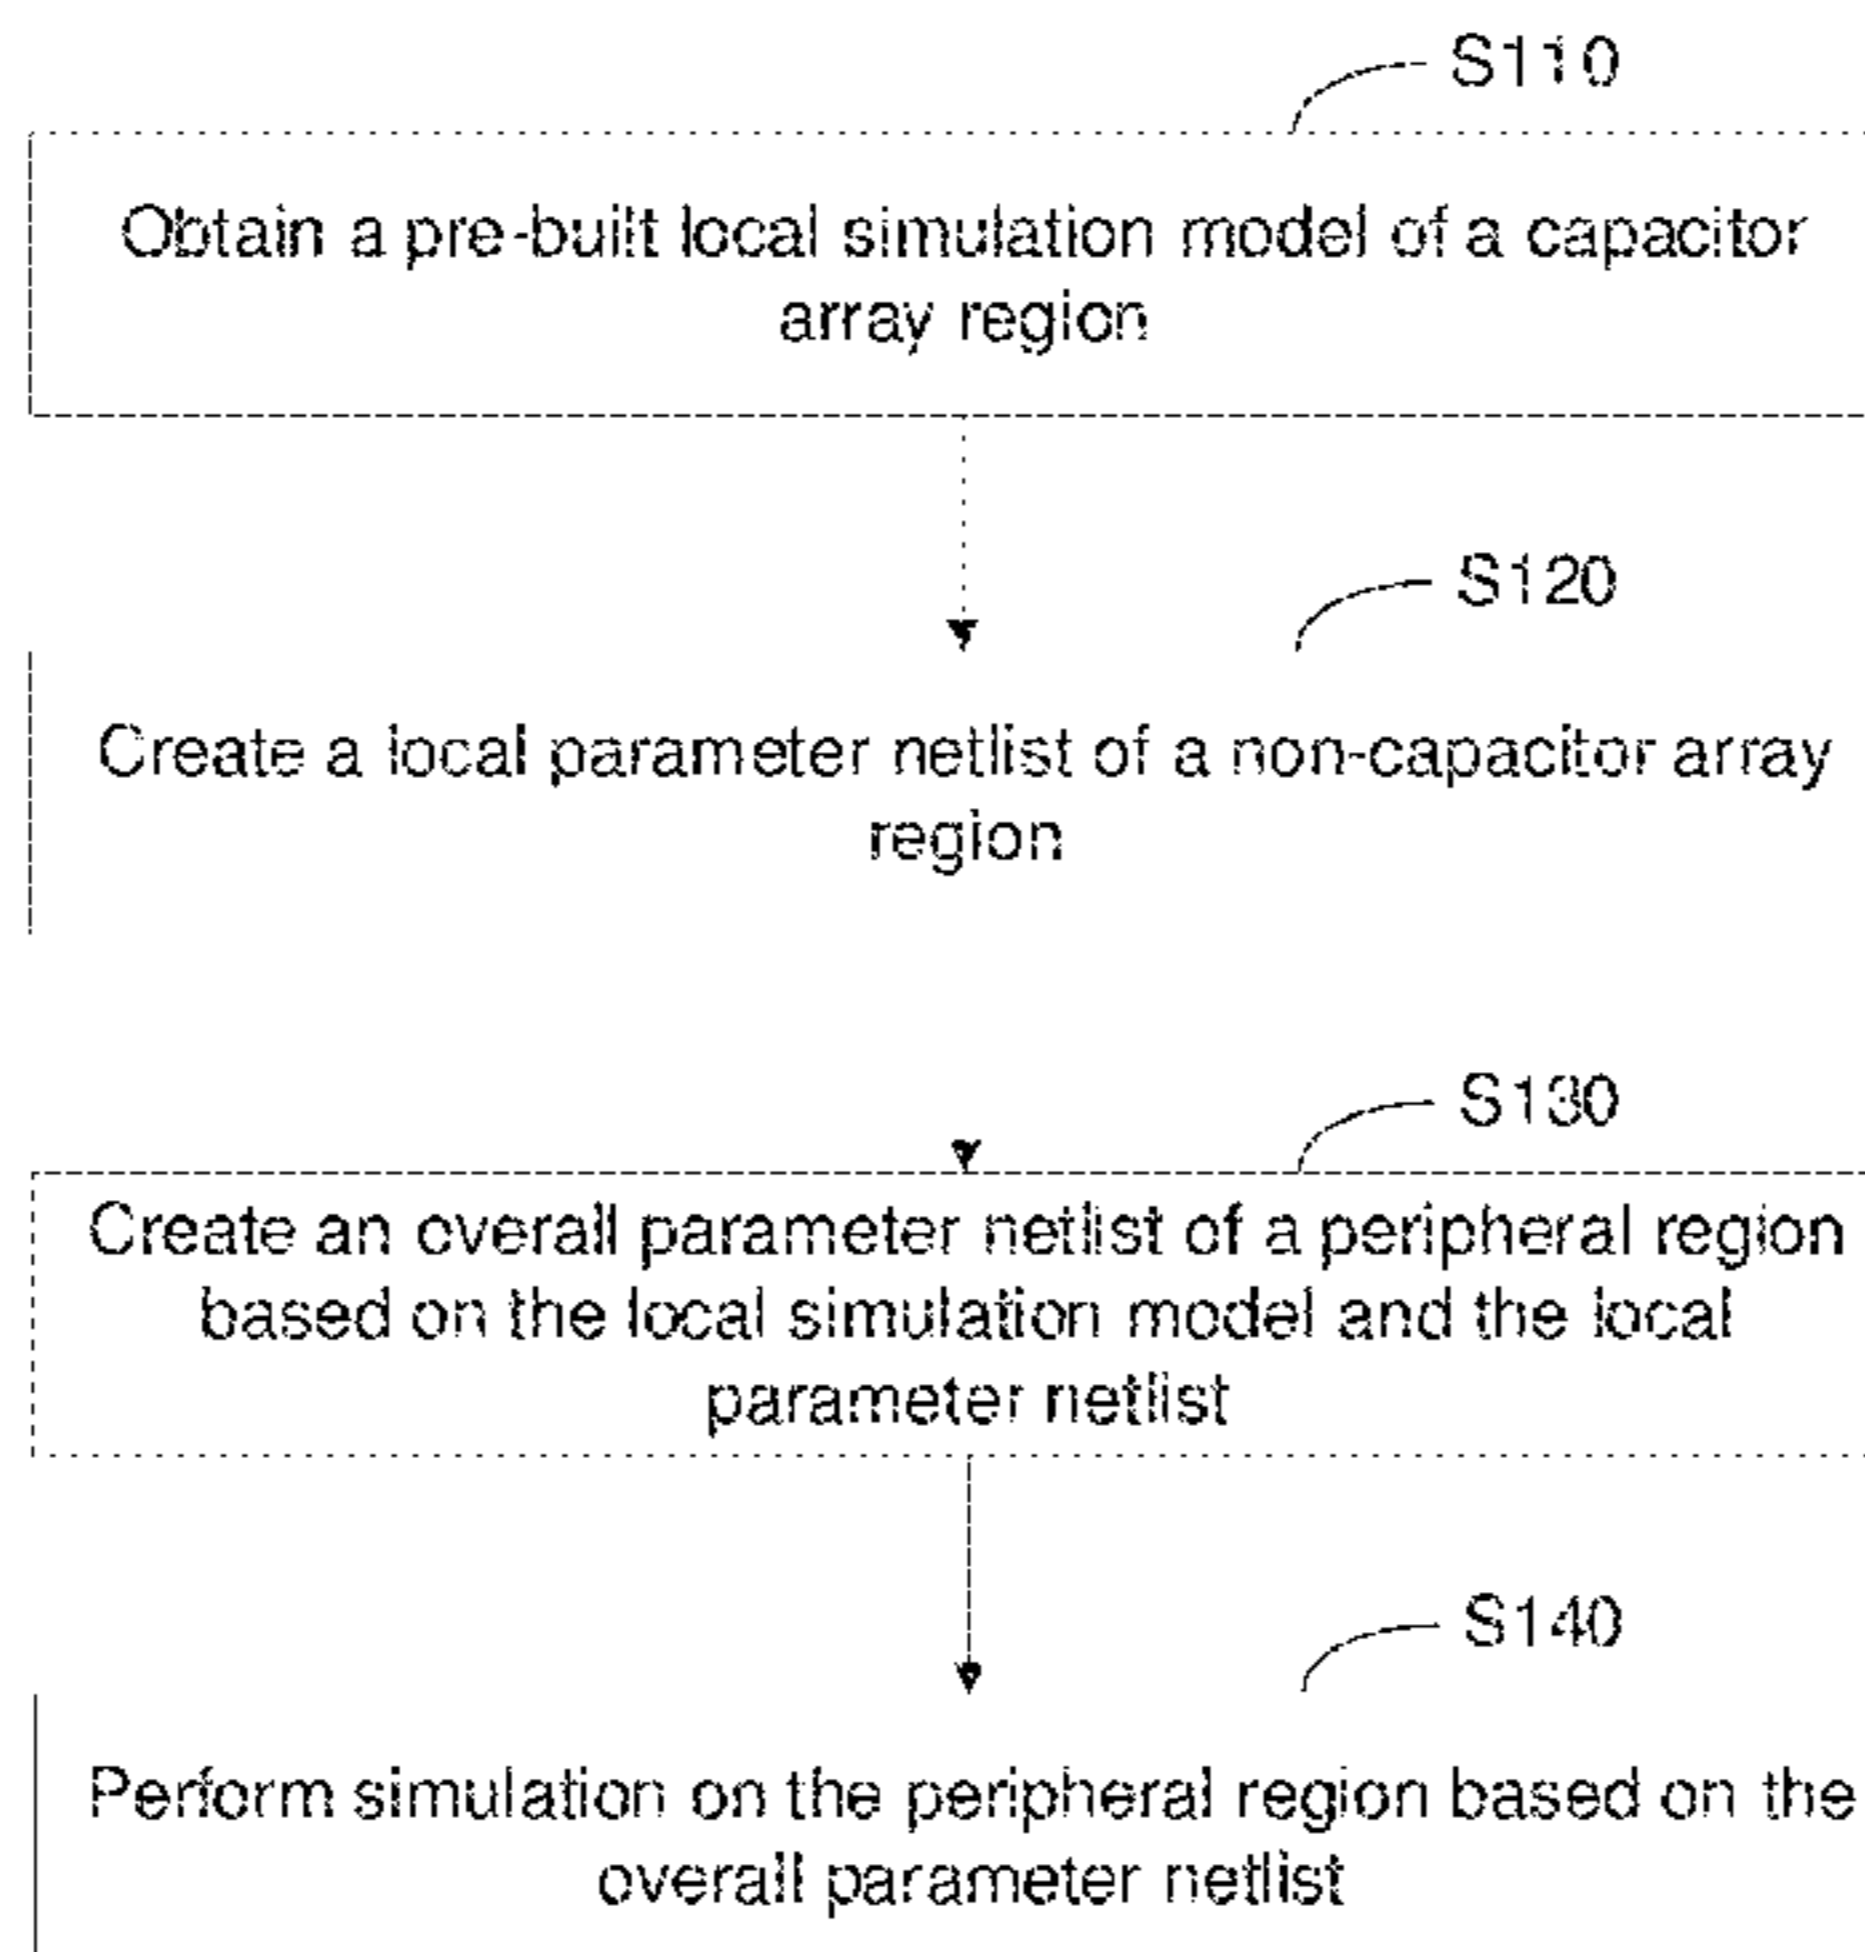 S110
Obtain a pre-built local simulation model of a capacitor
array region
S120
Create a local parameter netlist of a non-capacitor array
region
S130
Create an overall parameter netlist of a peripheral region
based on the local simulation model and the local
parameter netlist
S140
Perform simulation on the peripheral region based on the
overall parameter netlist